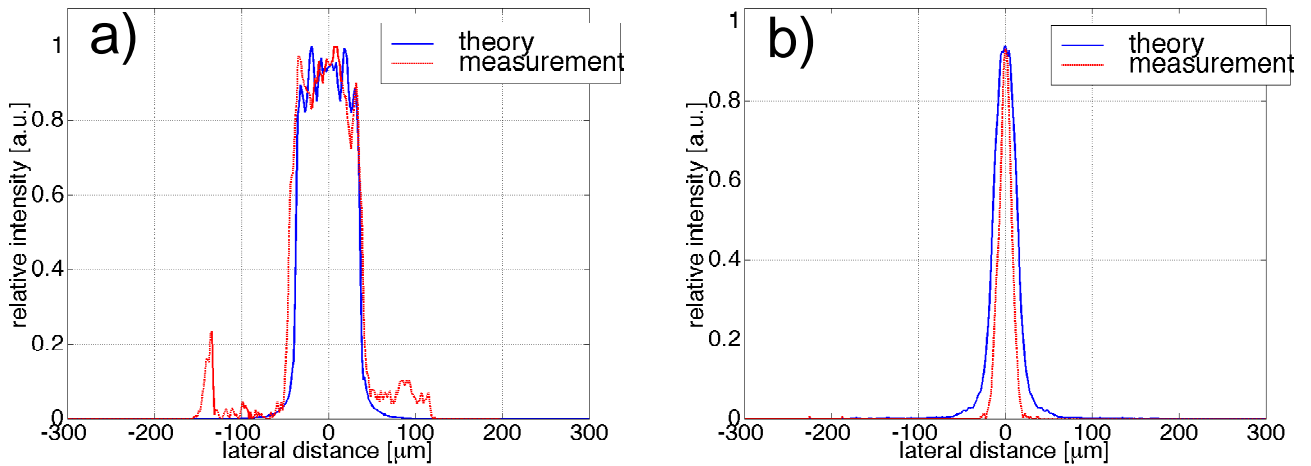 a)
theory
measurement
relative intensity [a.u.]
1
0.8
0.6
0.4
0.2
0
-300 -200 -100 0 100 200 300
lateral distance [µm]
b)
theory
measurement
relative intensity [a.u.]
1
0.8
0.6
0.4
0.2
0
-300 -200 -100 0 100 200 300
lateral distance [µm]